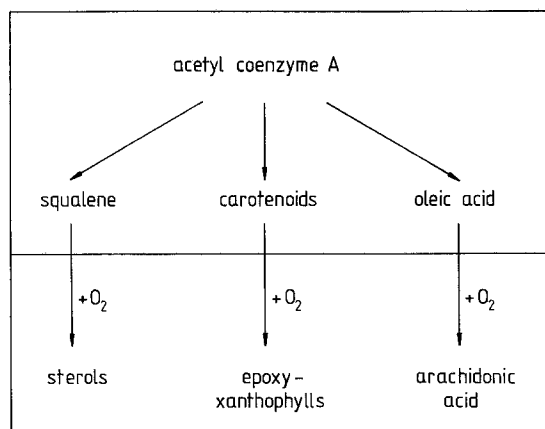 acetyl coenzyme A
squalene
carotenoids
oleic acid
+O₂
+O₂
+O₂
sterols
epoxy-
xanthophylls
arachidonic
acid